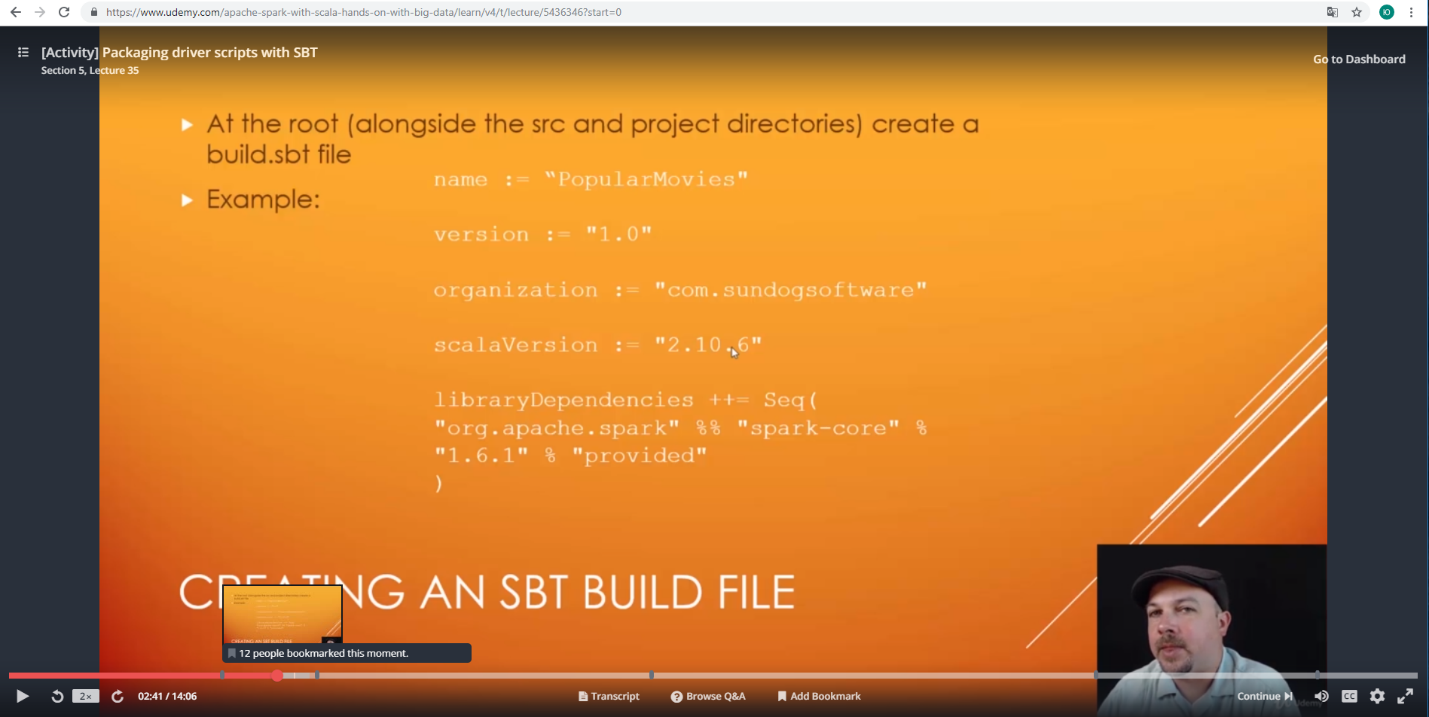 https://www.udemy.com/apache-spark-with-scala-hands-on-with-big-data/learn/v4/t/lecture/5436346?start=0
IO
[Activity] Packaging driver scripts with SBT
Section 5, Lecture 35
Go to Dashboard
At the root (alongside the src and project directories) create a
build.sbt file
Example:
name := “PopularMovies"
version := "1.0"
organization := "com.sundogsoftware"
scalaVersion := "2.10.6"
libraryDependencies ++= Seq(
"org.apache.spark" %% "spark-core" %
"1.6.1" % "provided"
)
CREATING AN SBT BUILD FILE
12 people bookmarked this moment.
2x
02:41 / 14:06
Transcript
Browse Q&A
Add Bookmark
Continue
CC